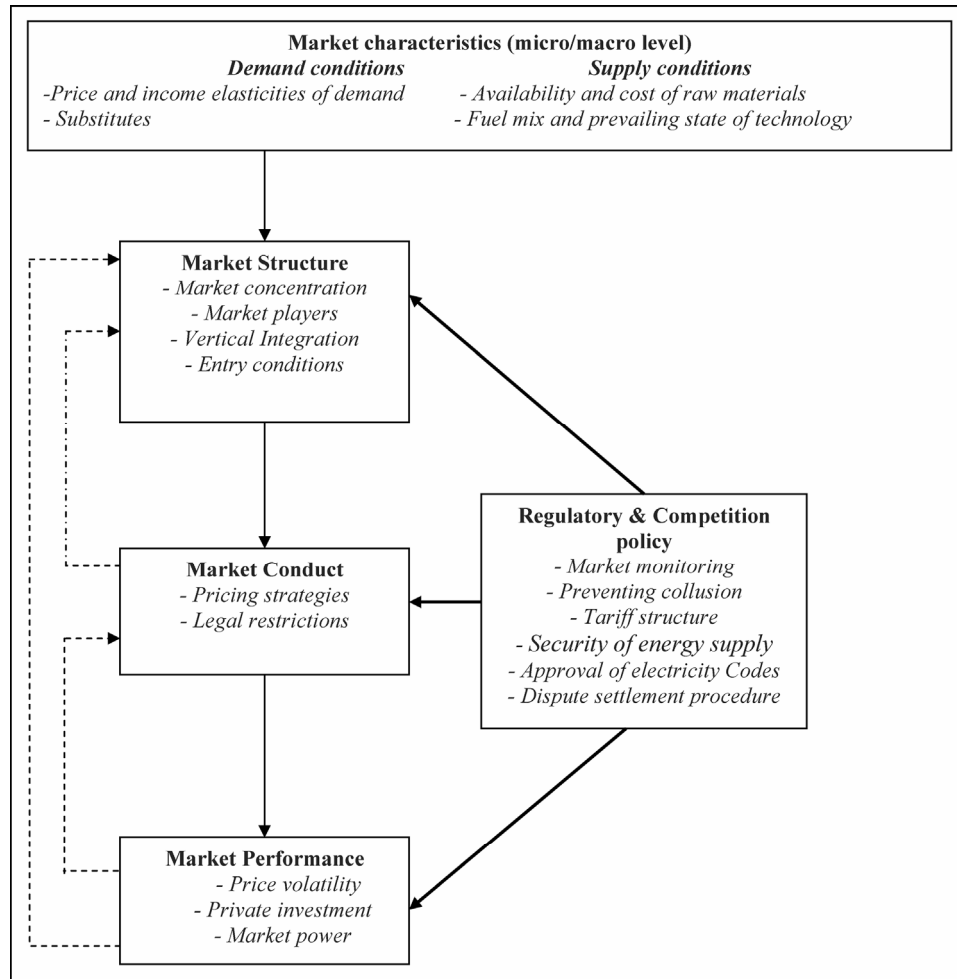 Market characteristics (micro/macro level)
Demand conditions Supply conditions
-Price and income elasticities of demand - Availability and cost of raw materials
- Substitutes - Fuel mix and prevailing state of technology
Market Structure
- Market concentration
- Market players
- Vertical Integration
- Entry conditions
Regulatory & Competition
policy
- Market monitoring
- Preventing collusion
- Tariff structure
- Security of energy supply
- Approval of electricity Codes
- Dispute settlement procedure
Market Conduct
- Pricing strategies
- Legal restrictions
Market Performance
- Price volatility
- Private investment
- Market power